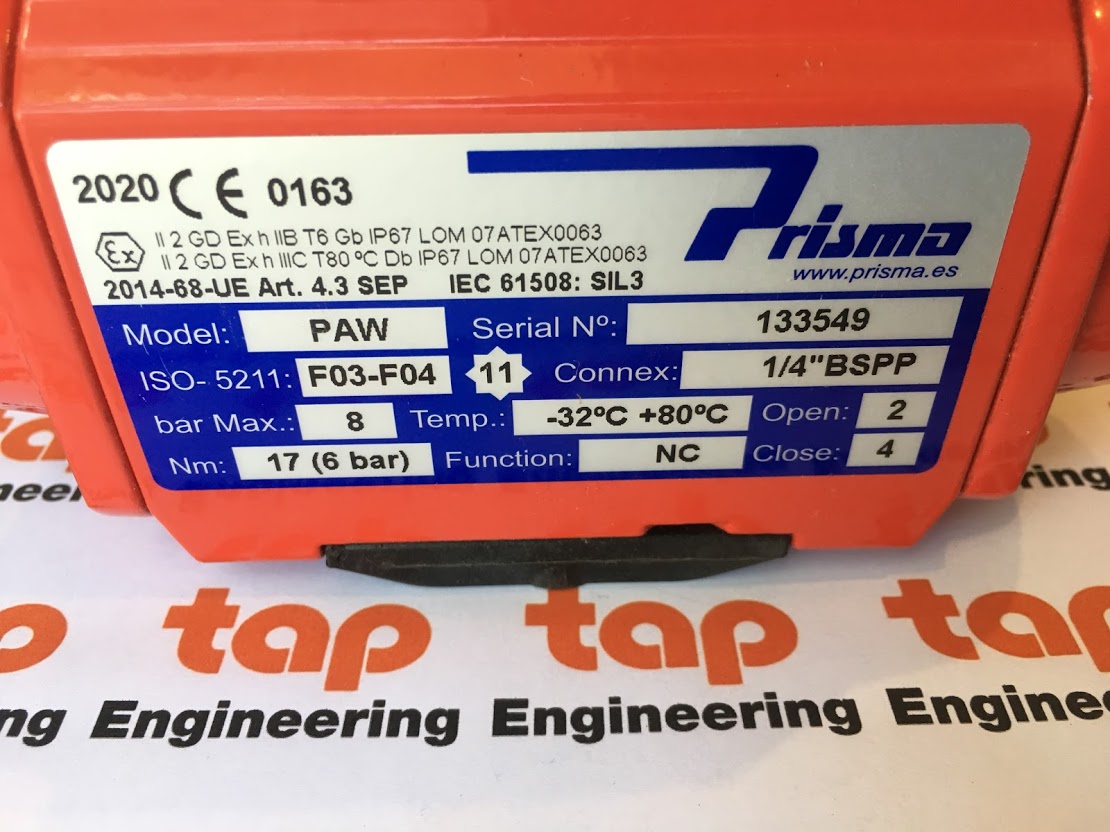 2020 CE 0163
Prisma
Ex II 2 GD Ex h IIB T6 Gb IP67 LOM 07ATEX0063
II 2 GD Ex h IIIC T80 ºC Db IP67 LOM 07ATEX0063
www.prisma.es
2014-68-UE Art. 4.3 SEP IEC 61508: SIL3
Model: PAW Serial Nº: 133549
ISO- 5211: F03-F04 11 Connex: 1/4"BSPP
bar Max.: 8 Temp.: -32ºC +80ºC Open: 2
Nm: 17 (6 bar) Function: NC Close: 4
tap
Engineering
tap tap tap
Engineering Engineering Engineering